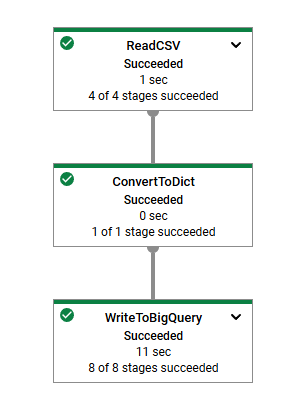 ReadCSV
Succeeded
1 sec
4 of 4 stages succeeded
ConvertToDict
Succeeded
0 sec
1 of 1 stage succeeded
WriteToBigQuery
Succeeded
11 sec
8 of 8 stages succeeded